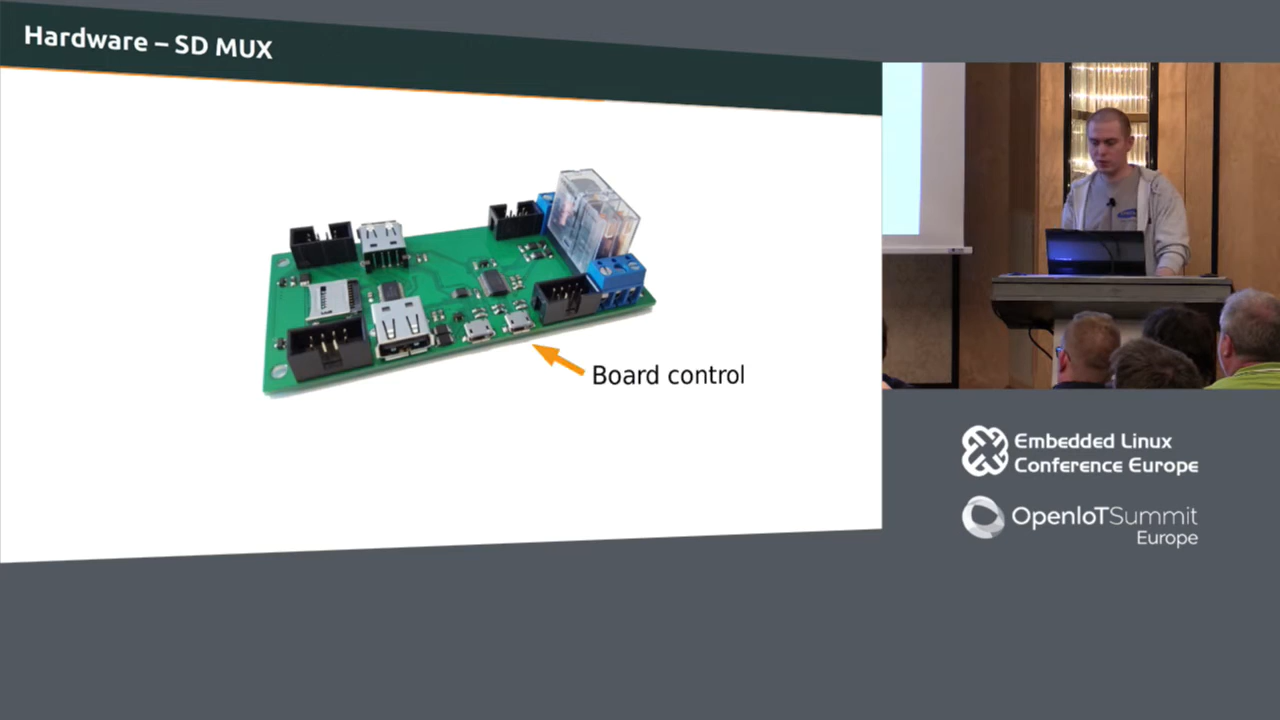 Hardware – SD MUX
Board control
Embedded Linux
Conference Europe
OpenIoTSummit
Europe